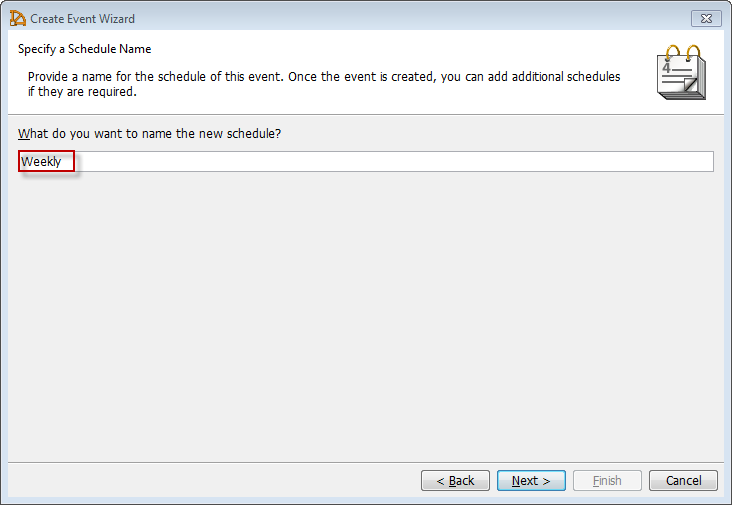 Create Event Wizard
Specify a Schedule Name
Provide a name for the schedule of this event. Once the event is created, you can add additional schedules
if they are required.
4
What do you want to name the new schedule?
Weekly
< Back
Next >
Finish
Cancel